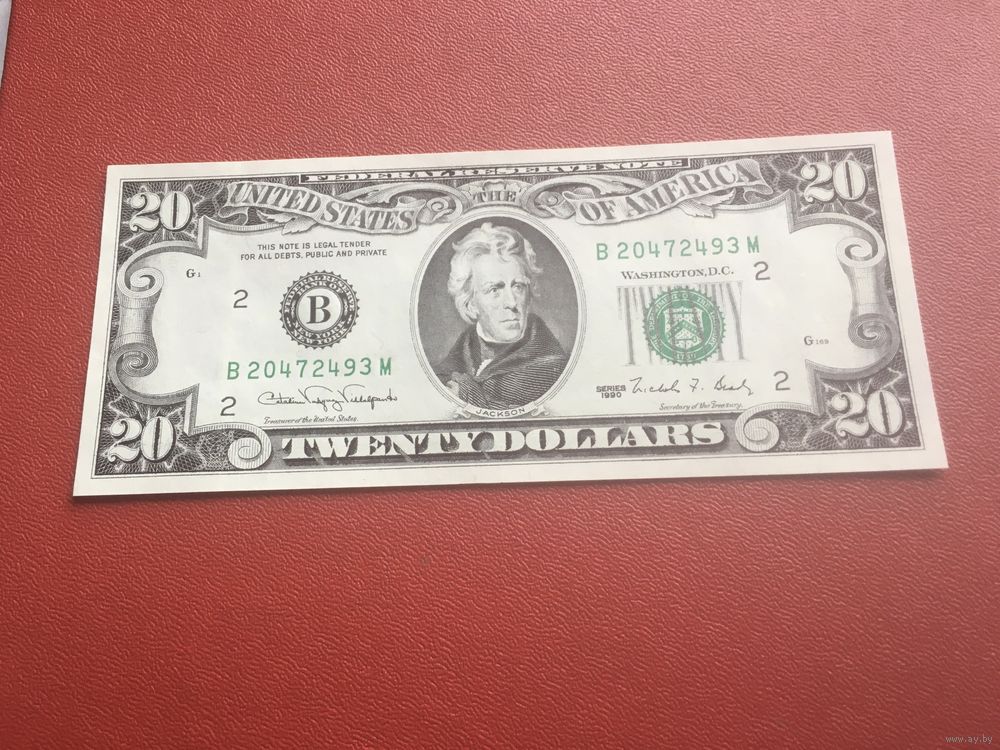 FEDERAL RESERVE NOTE
20
UNITED STATES
THE
OF AMERICA
20
THIS NOTE IS LEGAL TENDER
FOR ALL DEBTS, PUBLIC AND PRIVATE
B 20472493 M
WASHINGTON, D.C.
2
G1
2
B
G169
B 20472493 M
2
Treasurer of the United States.
JACKSON
SERIES
1990
2
Secretary of the Treasury.
20
TWENTY DOLLARS
20
www.ay.by